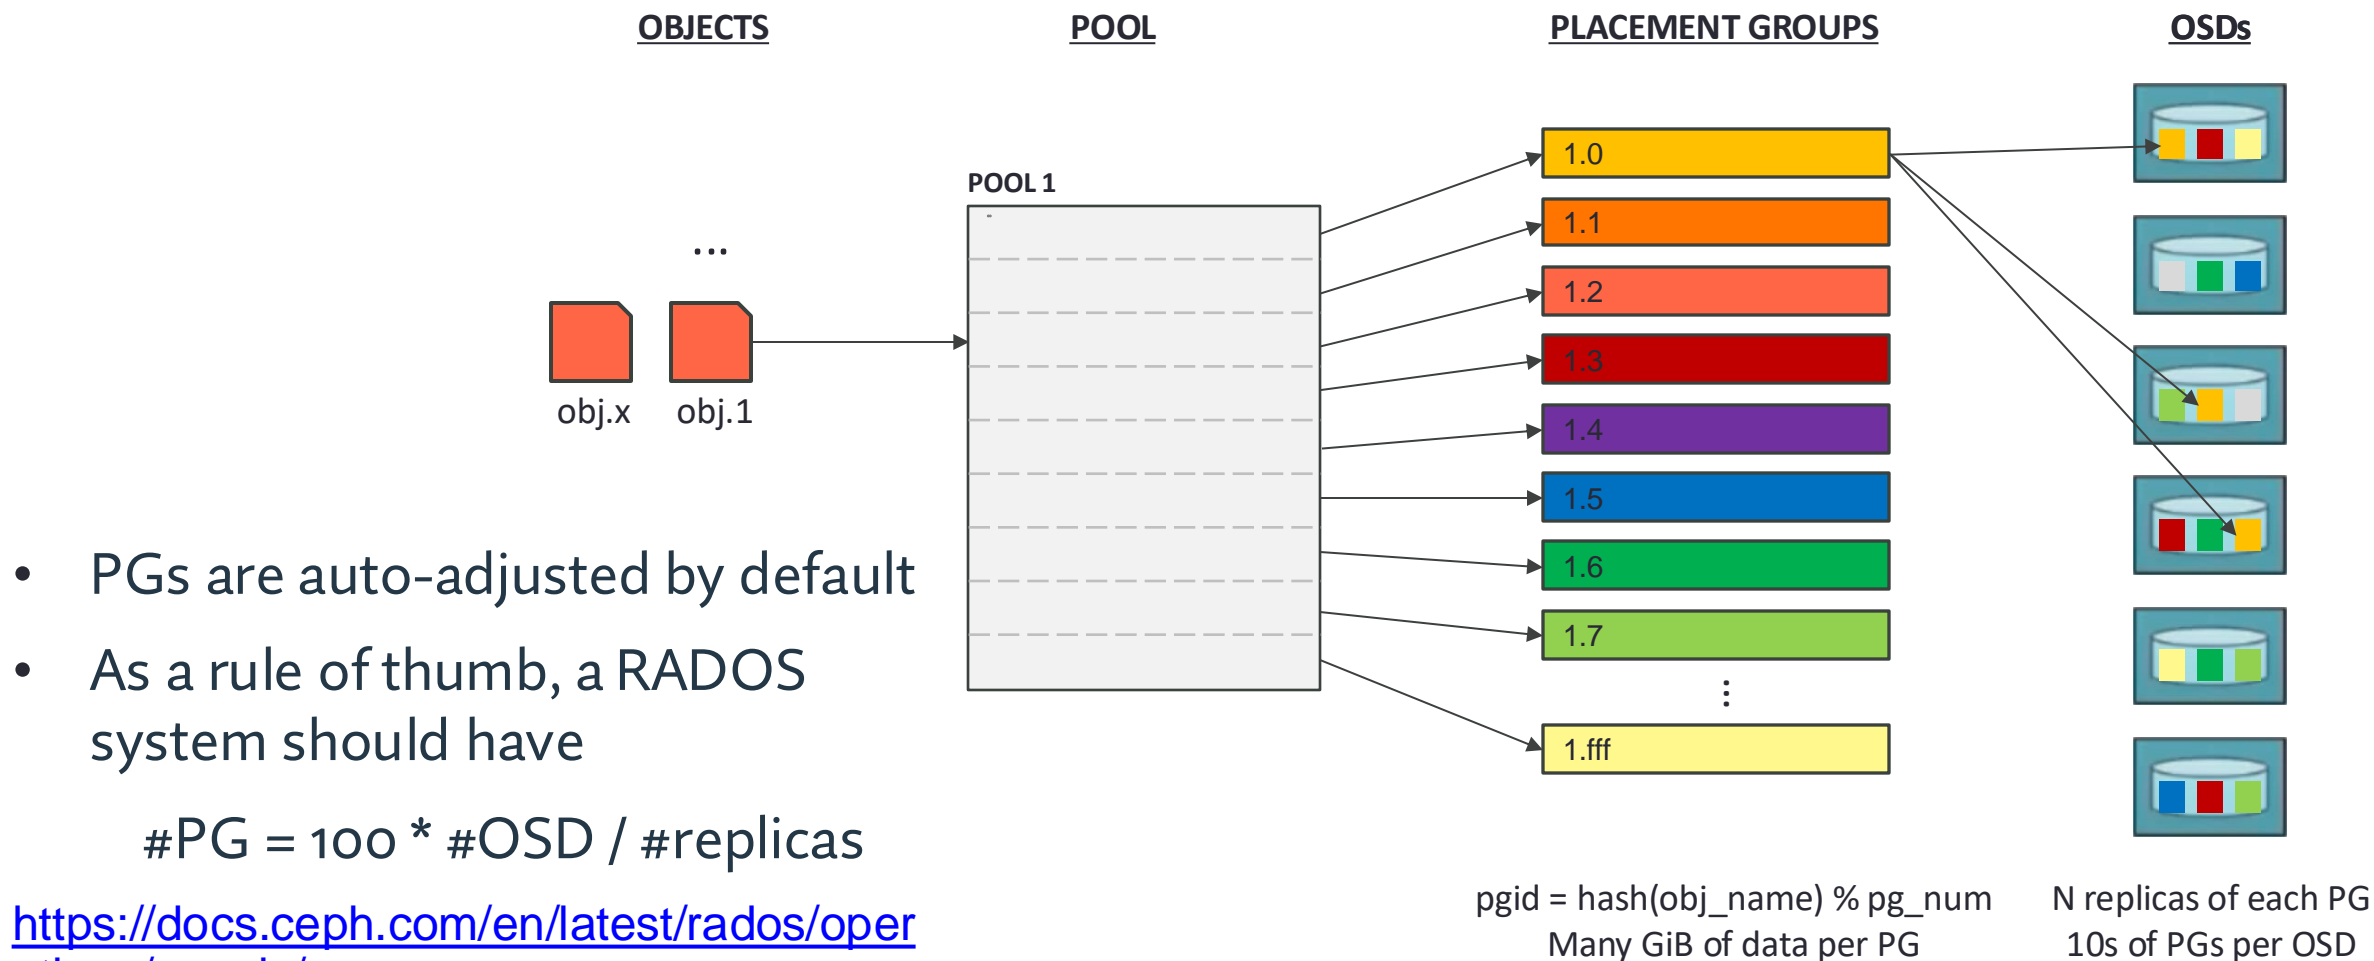 OBJECTS
POOL
PLACEMENT GROUPS
OSDs
POOL 1
-
...
obj.x
obj.1
1.0
1.1
1.2
1.3
1.4
1.5
1.6
1.7
...
1.fff
• PGs are auto-adjusted by default
• As a rule of thumb, a RADOS
system should have
#PG = 100 * #OSD / #replicas
https://docs.ceph.com/en/latest/rados/oper
pgid = hash(obj_name) % pg_num
Many GiB of data per PG
N replicas of each PG
10s of PGs per OSD